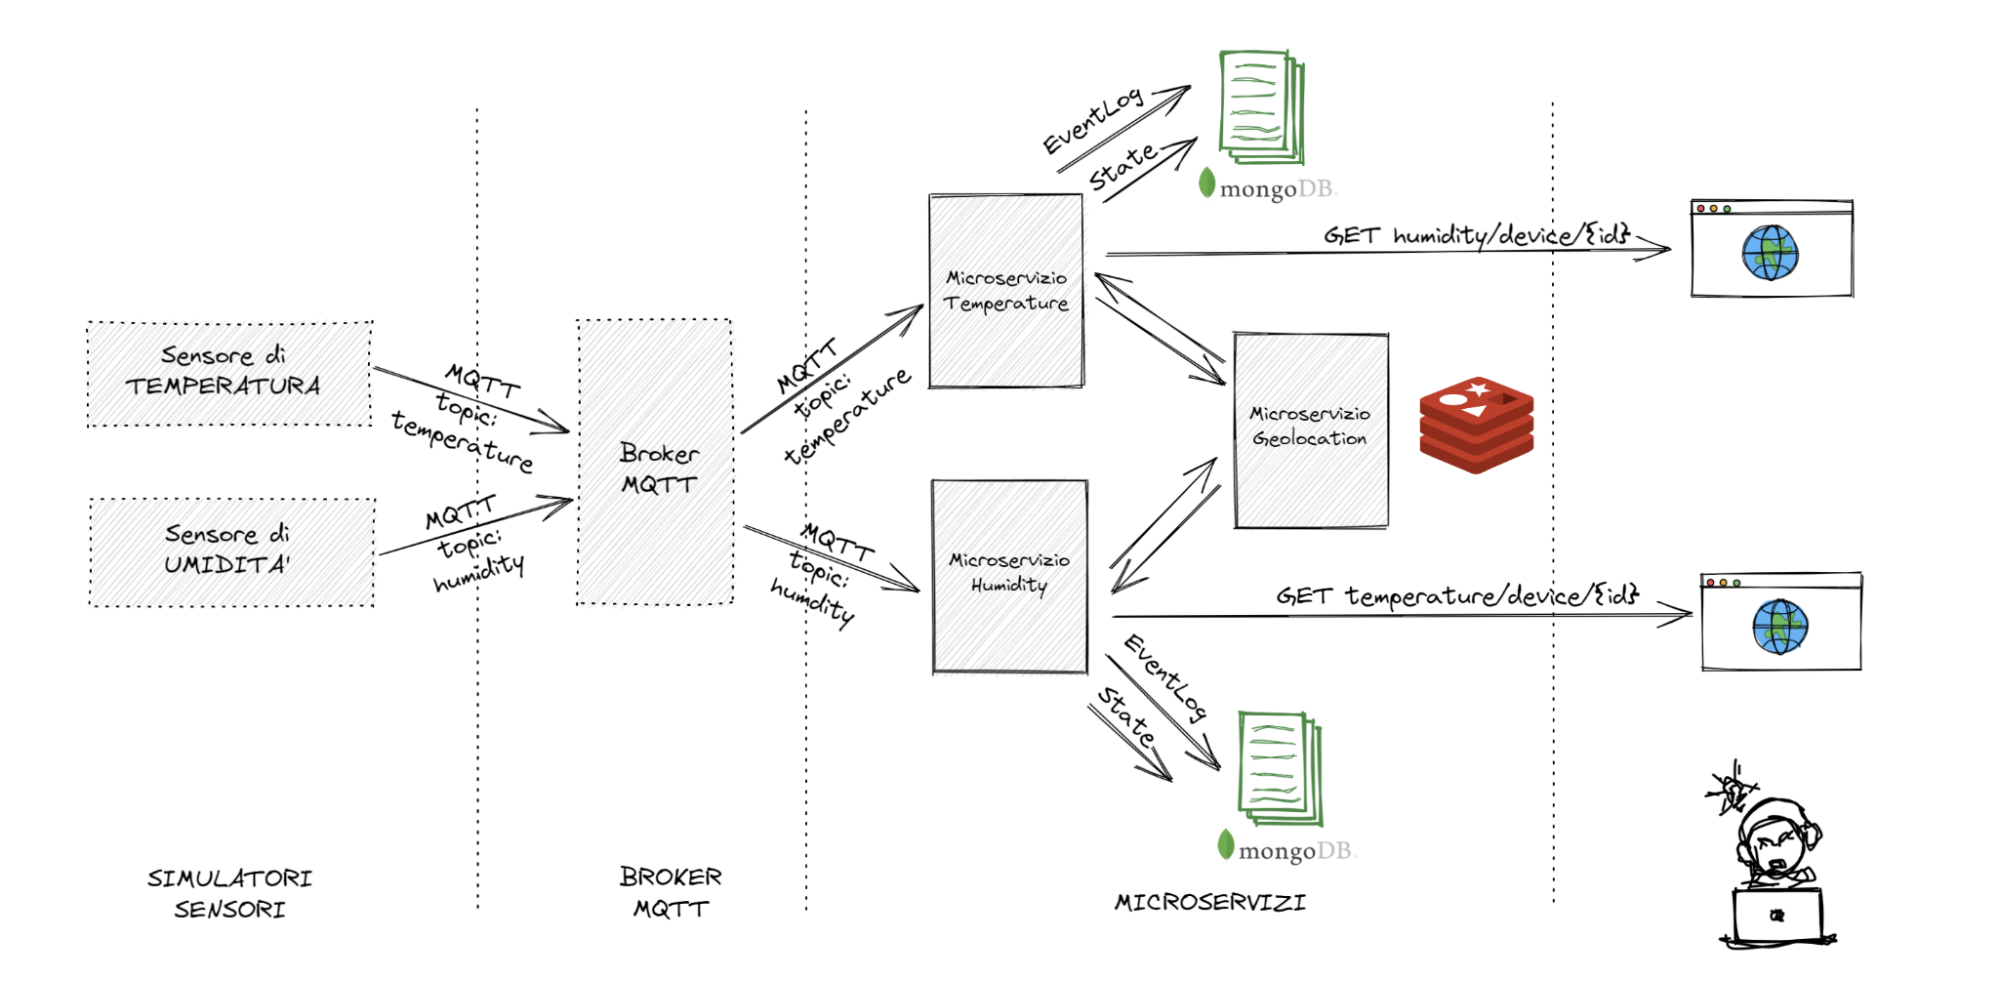 Sensore di
TEMPERATURA
MQTT
topic:
temperature
Sensore di
UMIDITA'
MQTT
topic:
humidity
Broker
MQTT
MQTT
topic:
temperature
MQTT
topic:
humdity
Microservizio
Temperature
EventLog
State
mongoDB.
GET humidity/device/{id}
Microservizio
Geolocation
Microservizio
Humidity
GET temperature/device/{id}
EventLog
State
mongoDB.
SIMULATORI
SENSORI
BROKER
MQTT
MICROSERVIZI